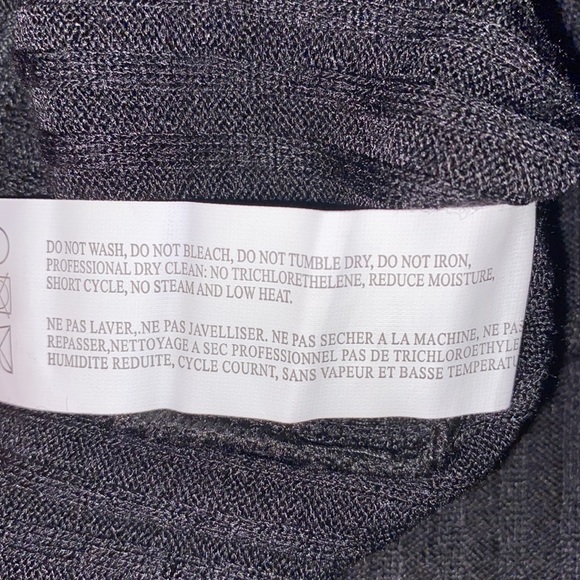 DO NOT WASH, DO NOT BLEACH, DO NOT TUMBLE DRY, DO NOT IRON,
PROFESSIONAL DRY CLEAN: NO TRICHLORETHELENE, REDUCE MOISTURE,
SHORT CYCLE, NO STEAM AND LOW HEAT.
NE PAS LAVER,.NE PAS JAVELLISER. NE PAS SECHER A LA MACHINE, NE PAS
REPASSER,NETTOYAGE A SEC PROFESSIONNEL PAS DE TRICHLOROETHYLE
HUMIDITE REDUITE, CYCLE COURNT, SANS VAPEUR ET BASSE TEMPERATU